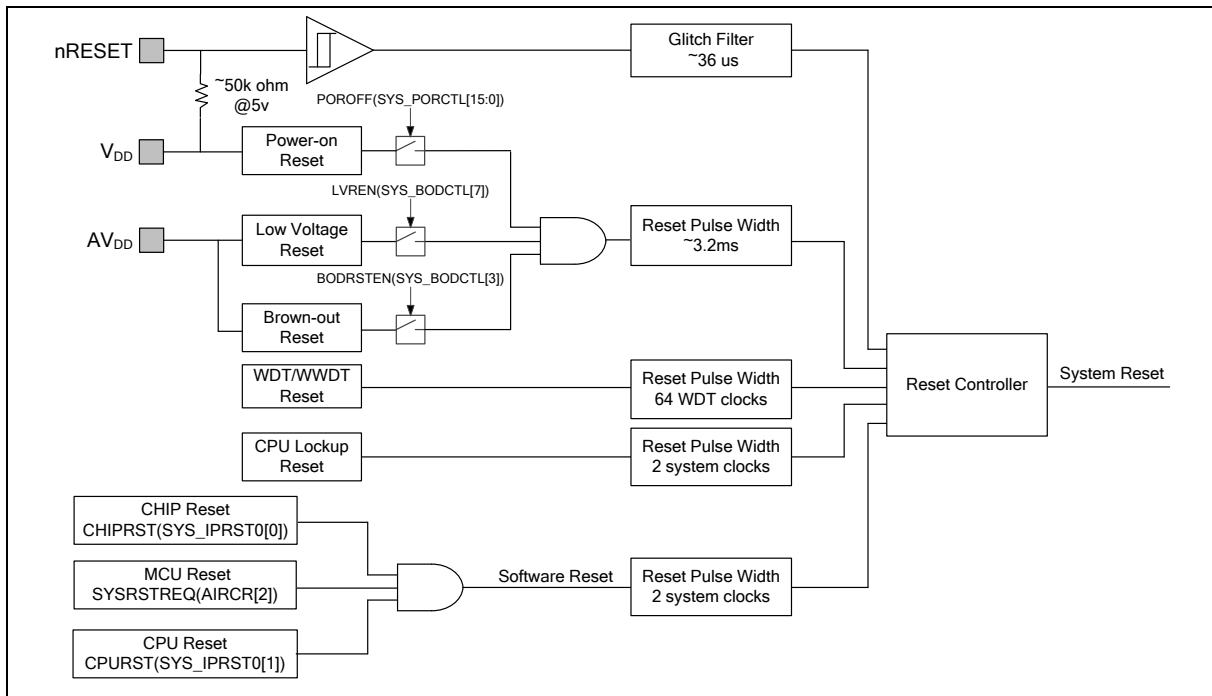 nRESET
Glitch Filter
~36 us
~50k ohm
@5v
POROFF(SYS_PORCTL[15:0])
VDD
Power-on
Reset
LVREN(SYS_BODCTL[7])
AVDD
Low Voltage
Reset
Reset Pulse Width
~3.2ms
BODRSTEN(SYS_BODCTL[3])
Brown-out
Reset
WDT/WWDT
Reset
Reset Pulse Width
64 WDT clocks
Reset Controller
System Reset
CPU Lockup
Reset
Reset Pulse Width
2 system clocks
CHIP Reset
CHIPRST(SYS_IPRST0[0])
MCU Reset
SYSRSTREQ(AIRCR[2])
Software Reset
Reset Pulse Width
2 system clocks
CPU Reset
CPURST(SYS_IPRST0[1])